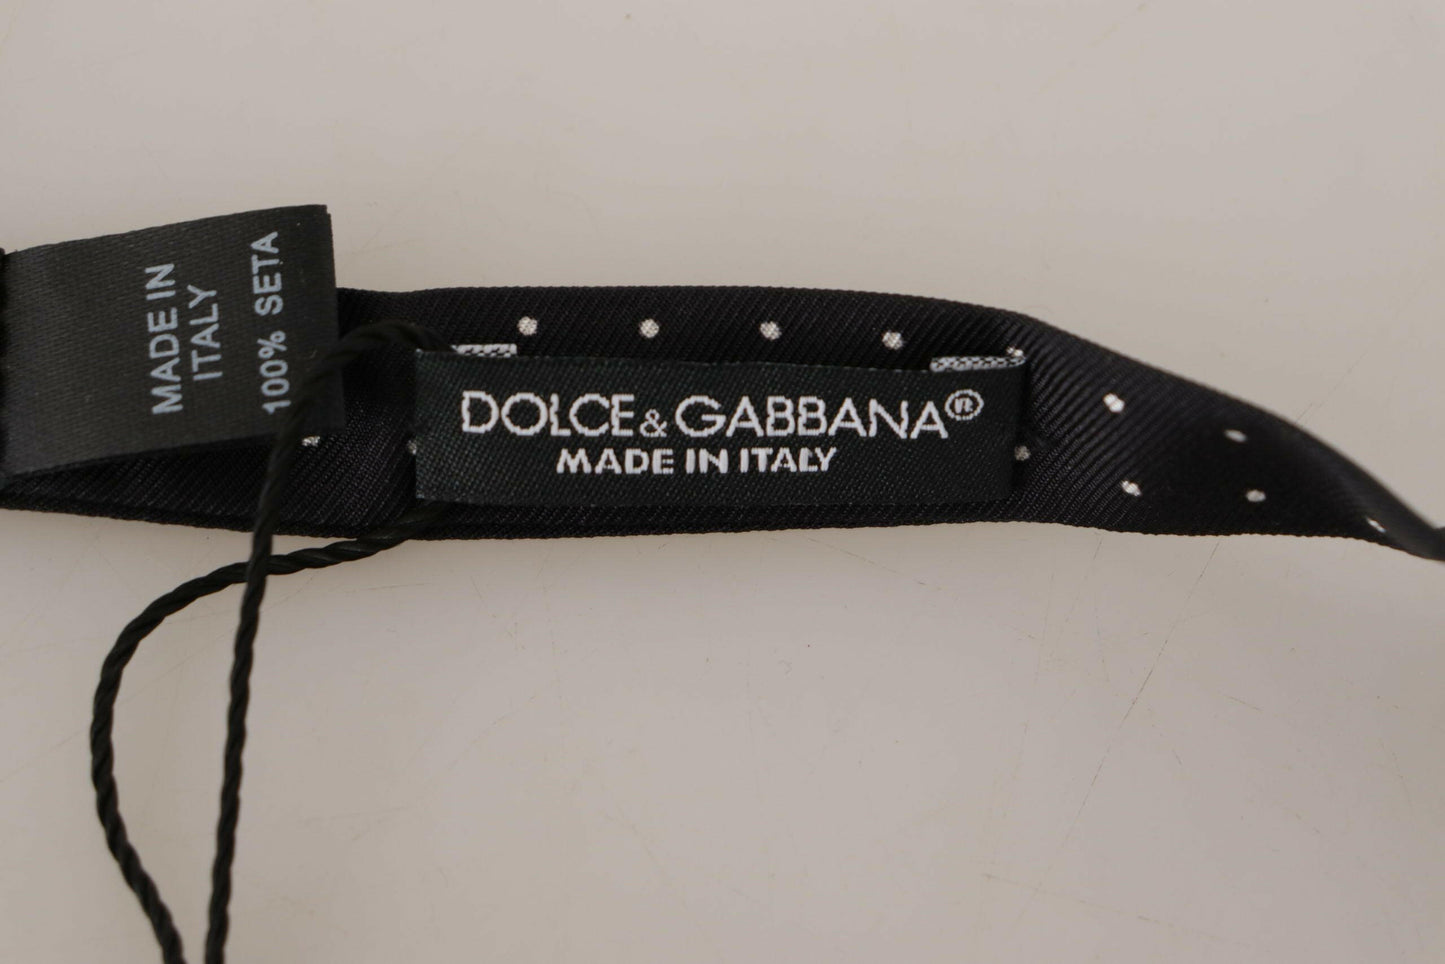 MADE IN
ITALY
100% SETA
DOLCE&GABBANA®
MADE IN ITALY